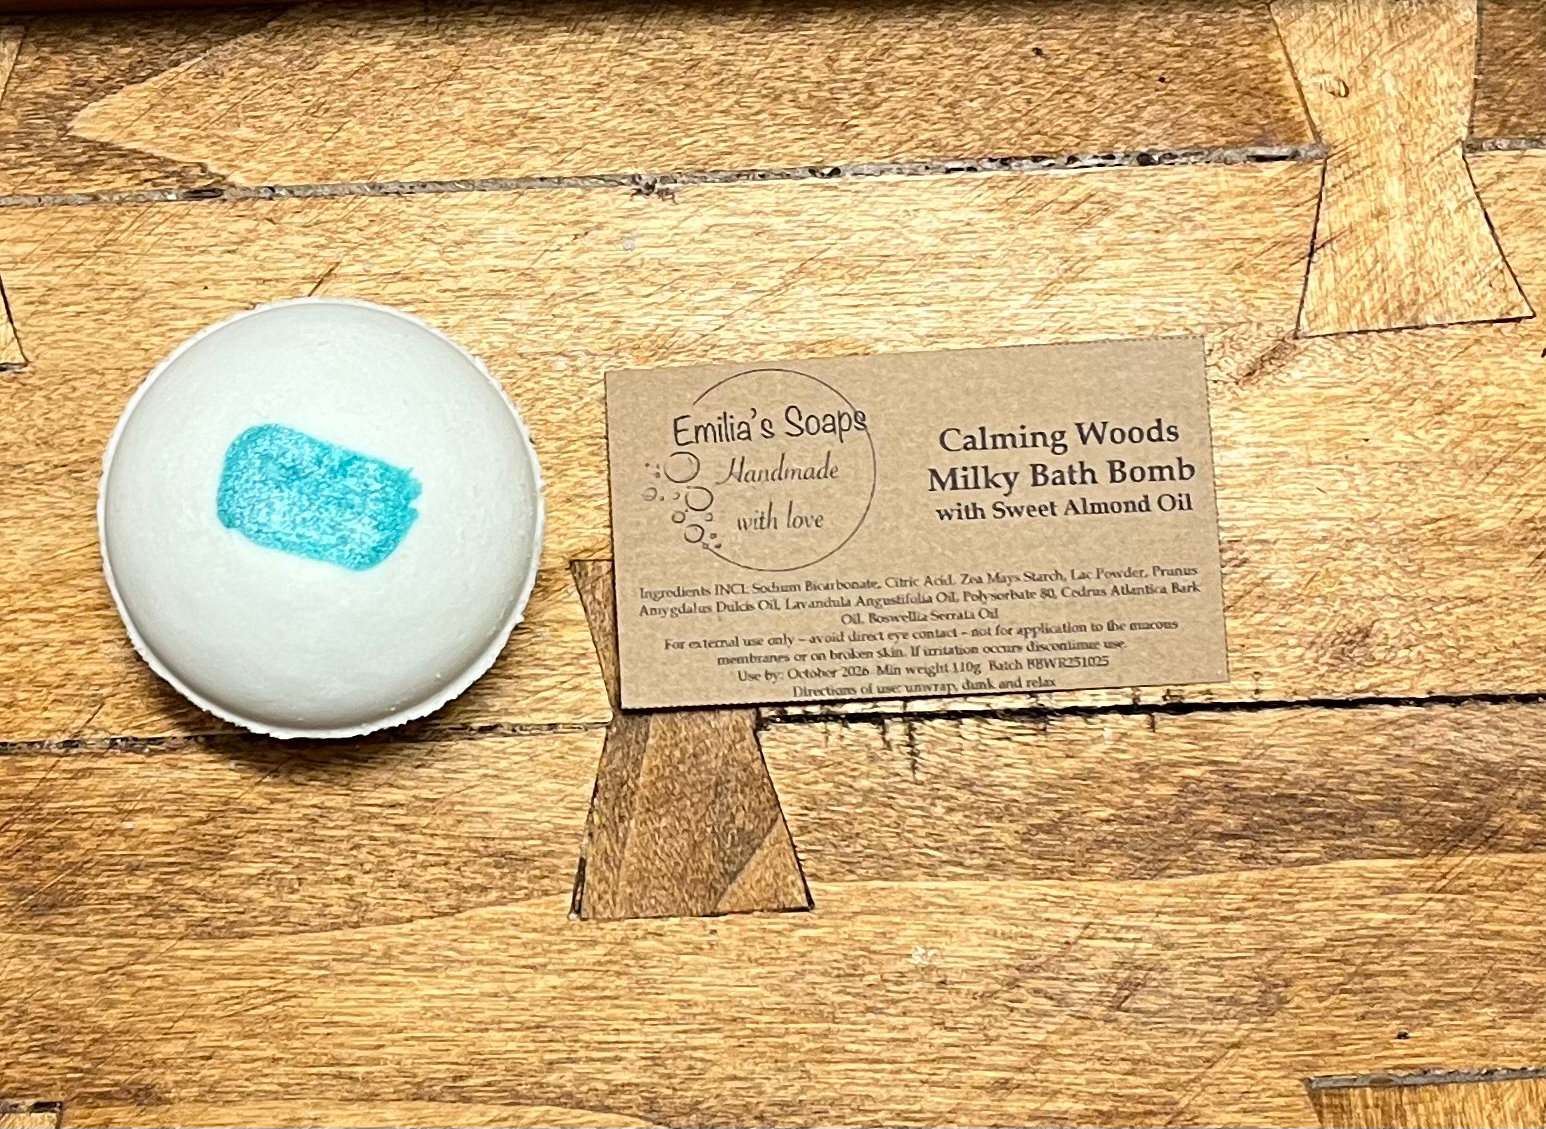 Emilia's Soaps
Handmade
with love
Calming Woods
Milky Bath Bomb
with Sweet Almond Oil
Ingredients INCI: Sodium Bicarbonate, Citric Acid, Zea Mays Starch, Lac Powder, Prunus
Amygdalus Dulcis Oil, Lavandula Angustifolia Oil, Polysorbate 80, Cedrus Atlantica Bark
Oil, Boswellia Serrata Oil
For external use only – avoid direct eye contact – not for application to the mucous
membranes or on broken skin. If irritation occurs discontinue use
Use by: October 2026 Min weight 110g Batch BBWR251025
Directions of use: unwrap, dunk and relax